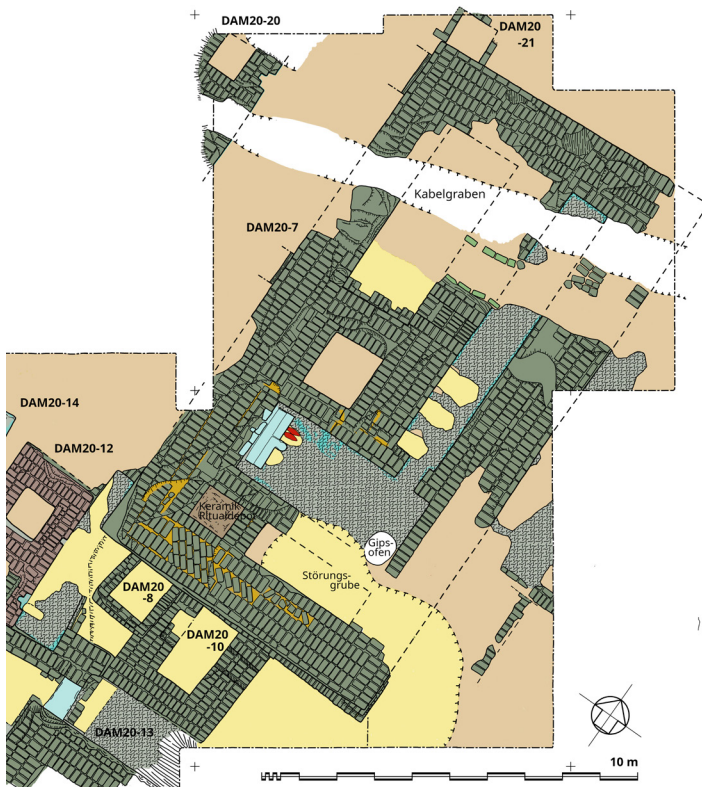 DAM20-20
DAM20
-21
Kabelgraben
DAM20-7
DAM20-14
DAM20-12
Keramik
Ritualdepot
Gips-
ofen
Störungs-
grube
DAM20
-8
DAM20
-10
DAM20-13
10 m